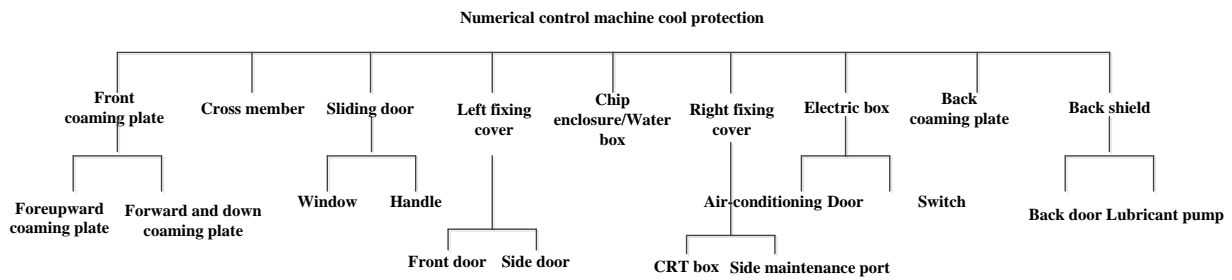 Numerical control machine cool protection
Front
coaming plate
Cross member
Sliding door
Left fixing
cover
Chip
enclosure/Water
box
Right fixing
cover
Electric box
Back
coaming plate
Back shield
Foreupward
coaming plate
Forward and down
coaming plate
Window
Handle
Front door
Side door
CRT box
Side maintenance port
Air-conditioning
Door
Switch
Back door
Lubricant pump